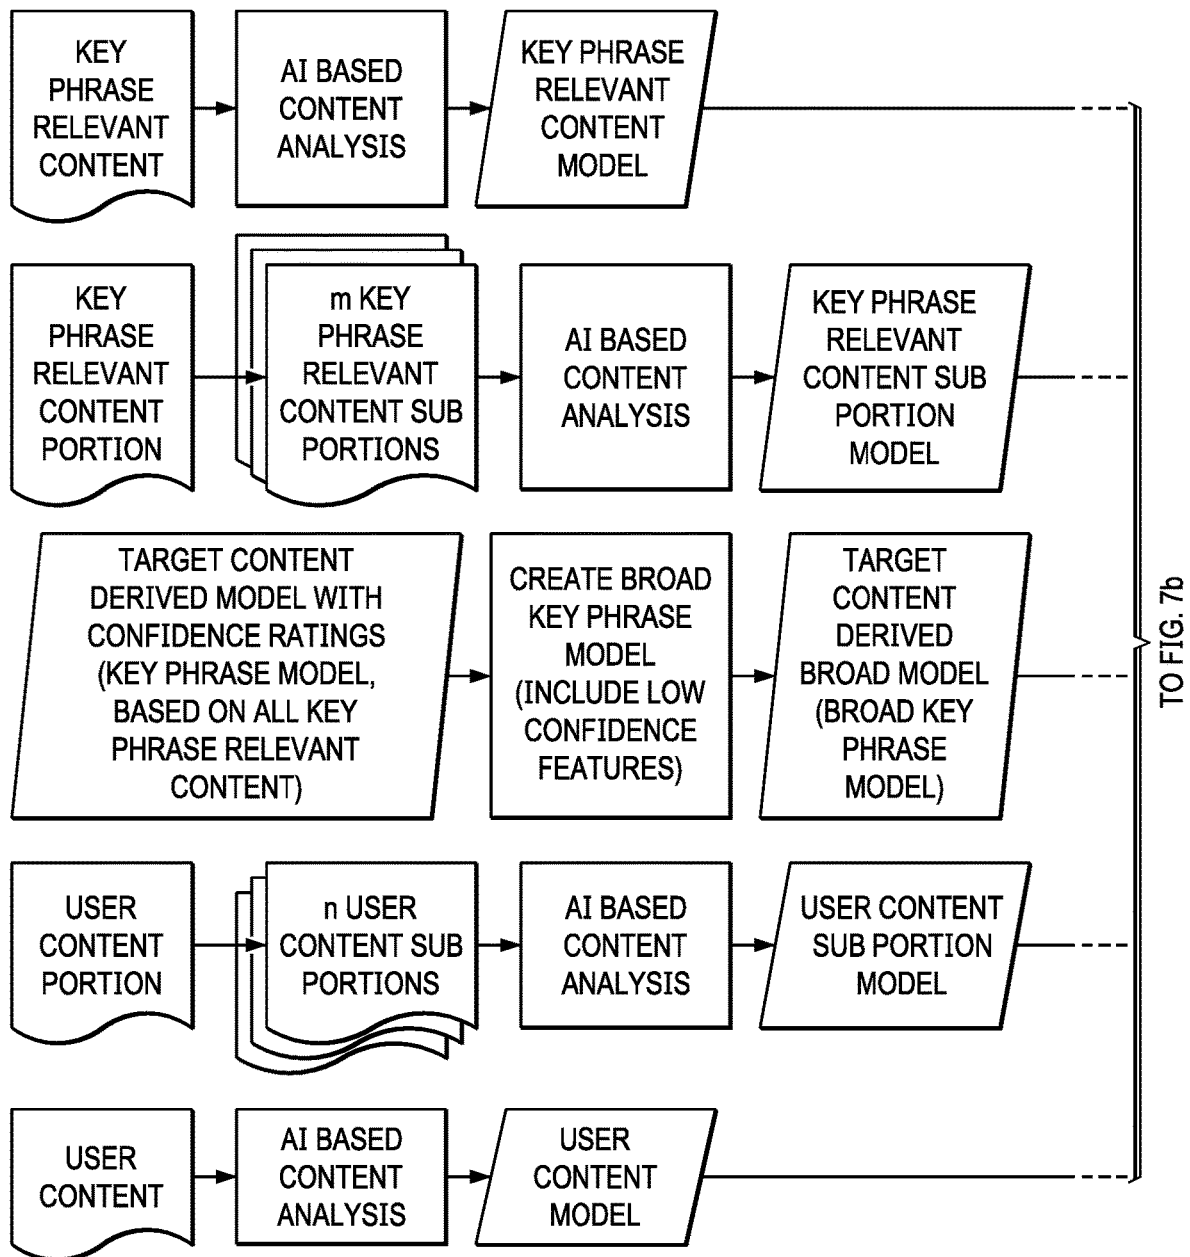 KEY
PHRASE
RELEVANT
CONTENT
AI BASED
CONTENT
ANALYSIS
KEY PHRASE
RELEVANT
CONTENT
MODEL
KEY
PHRASE
RELEVANT
CONTENT
PORTION
m KEY
PHRASE
RELEVANT
CONTENT SUB
PORTIONS
AI BASED
CONTENT
ANALYSIS
KEY PHRASE
RELEVANT
CONTENT SUB
PORTION
MODEL
TARGET CONTENT
DERIVED MODEL WITH
CONFIDENCE RATINGS
(KEY PHRASE MODEL,
BASED ON ALL KEY
PHRASE RELEVANT
CONTENT)
CREATE BROAD
KEY PHRASE
MODEL
(INCLUDE LOW
CONFIDENCE
FEATURES)
TARGET
CONTENT
DERIVED
BROAD MODEL
(BROAD KEY
PHRASE
MODEL)
USER
CONTENT
PORTION
n USER
CONTENT SUB
PORTIONS
AI BASED
CONTENT
ANALYSIS
USER CONTENT
SUB PORTION
MODEL
USER
CONTENT
AI BASED
CONTENT
ANALYSIS
USER
CONTENT
MODEL
TO FIG. 7b